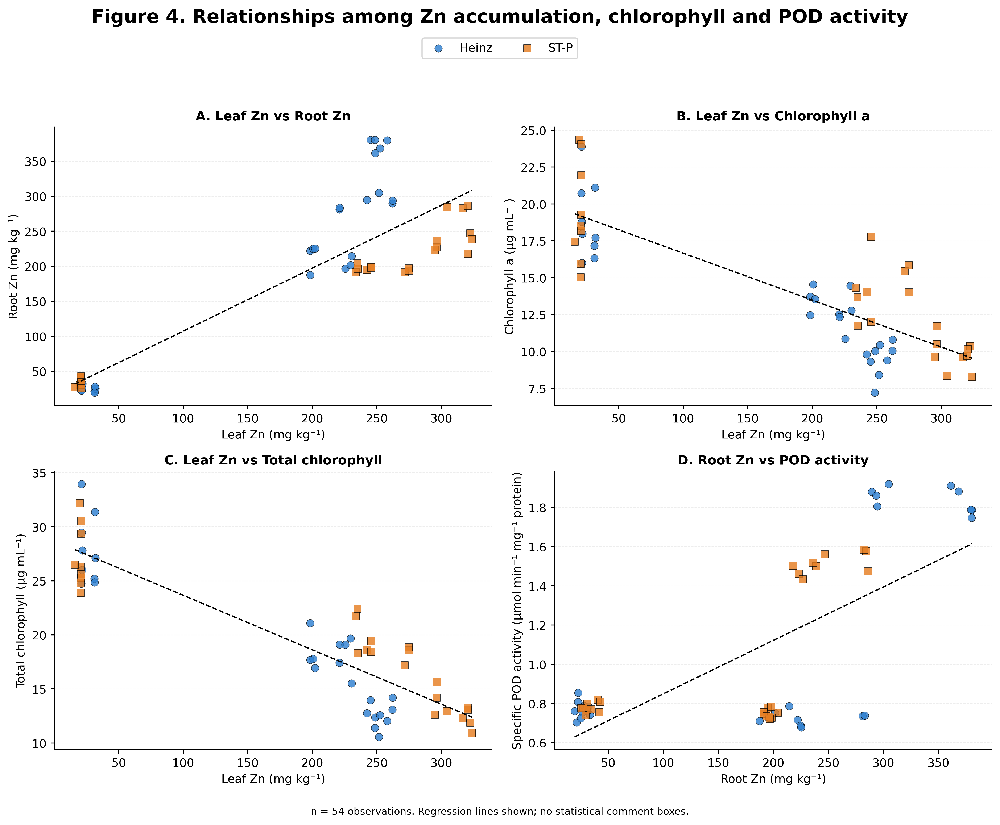 Figure 4. Relationships among Zn accumulation, chlorophyll and POD activity
Heinz
ST-P
A. Leaf Zn vs Root Zn
Root Zn (mg kg⁻¹)
350
300
250
200
150
100
50
50 100 150 200 250 300
Leaf Zn (mg kg⁻¹)
B. Leaf Zn vs Chlorophyll a
Chlorophyll a (µg mL⁻¹)
25.0
22.5
20.0
17.5
15.0
12.5
10.0
7.5
50 100 150 200 250 300
Leaf Zn (mg kg⁻¹)
C. Leaf Zn vs Total chlorophyll
Total chlorophyll (µg mL⁻¹)
35
30
25
20
15
10
50 100 150 200 250 300
Leaf Zn (mg kg⁻¹)
D. Root Zn vs POD activity
Specific POD activity (µmol min⁻¹ mg⁻¹ protein)
1.8
1.6
1.4
1.2
1.0
0.8
0.6
50 100 150 200 250 300 350
Root Zn (mg kg⁻¹)
n = 54 observations. Regression lines shown; no statistical comment boxes.